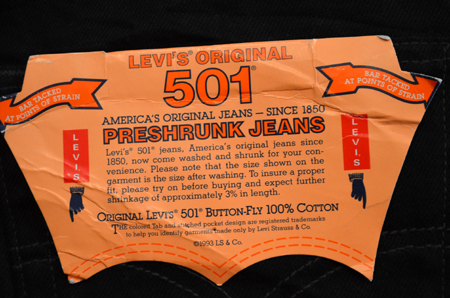 LEVI'S® ORIGINAL
501®
BAR TACKED
AT POINTS OF STRAIN
BAR TACKED
AT POINTS OF STRAIN
AMERICA'S ORIGINAL JEANS — SINCE 1850
PRESHRUNK JEANS
LEVI'S
LEVI'S
Levi's® 501® jeans, America's original jeans since
1850, now come washed and shrunk for your con-
venience. Please note that the size shown on the
garment is the size after washing. To insure a proper
fit, please try on before buying and expect further
shrinkage of approximately 3% in length.
ORIGINAL LEVI'S® 501® BUTTON-FLY 100% COTTON
THE colored Tab and stitched pocket design are registered trademarks
to help you identify garments made only by Levi Strauss & Co.
©1993 LS & Co.